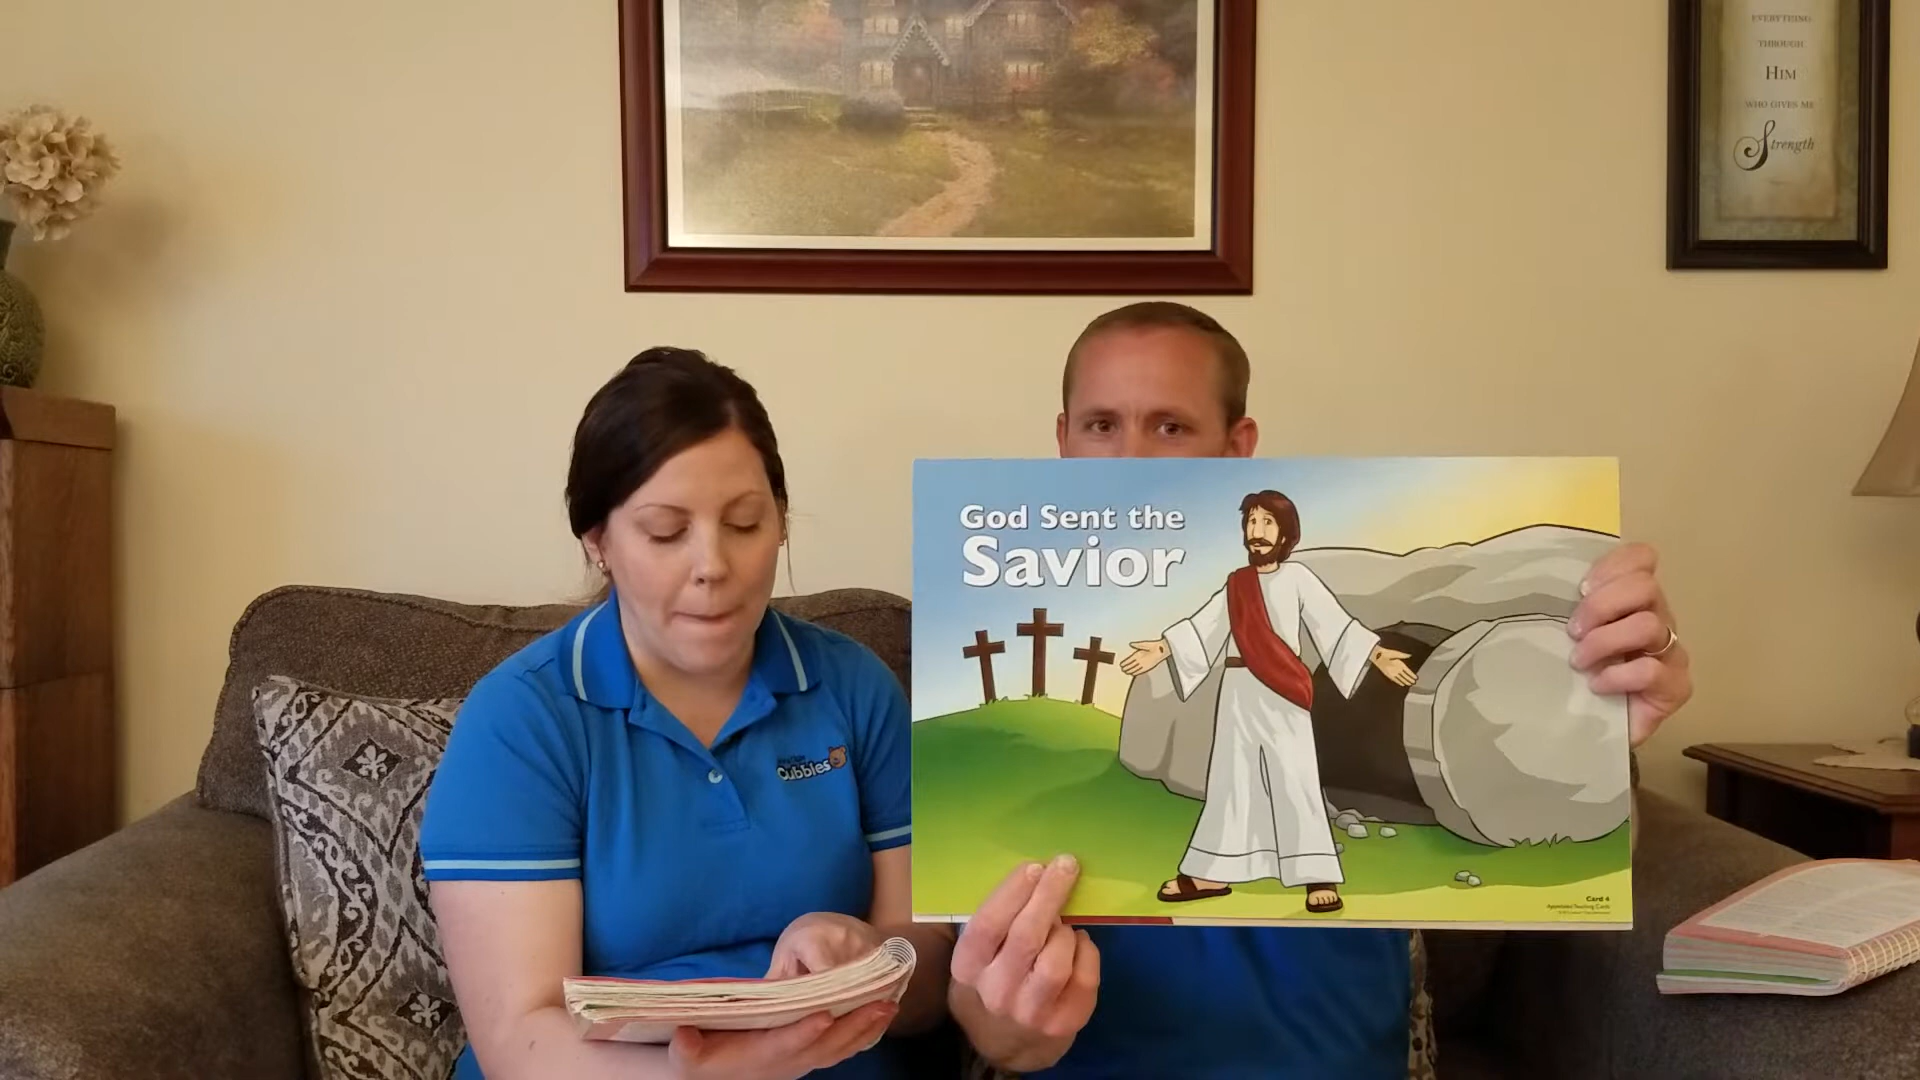 EVERYTHING
THROUGH
HIM
WHO GIVES ME
Strength
God Sent the
Savior
Cubbies
Card 4